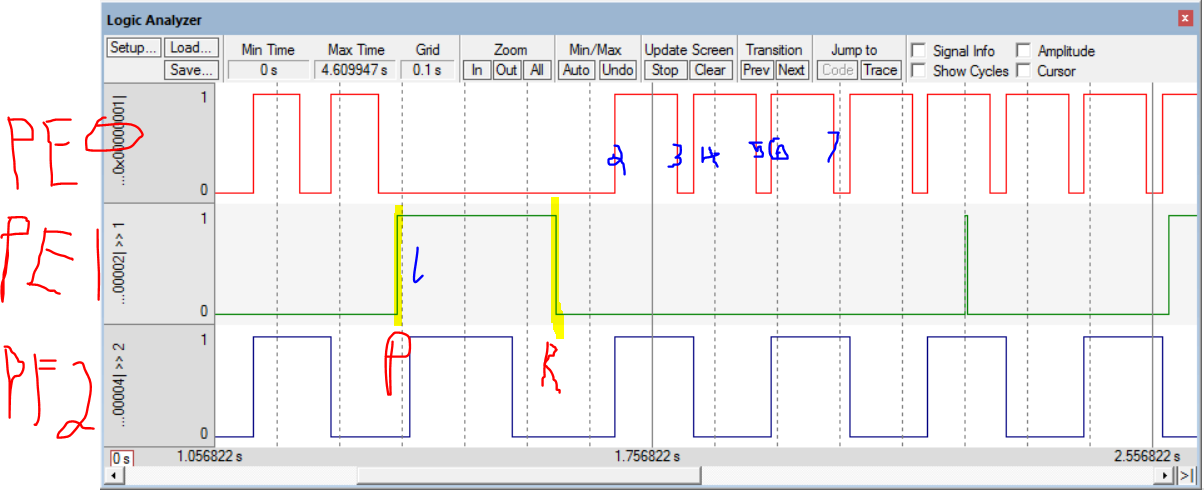 Logic Analyzer
Setup... Load... Min Time Max Time Grid Zoom Min/Max Update Screen Transition Jump to Signal Info Amplitude
Save... 0 s 4.609947 s 0.1 s In Out All Auto Undo Stop Clear Prev Next Code Trace Show Cycles Cursor
PE0
...0x00000001|
1
0
2 3 4 5 6 7
PE1
...00002| >> 1
1
0
1
P R
PF2
...00004| >> 2
1
0
0 s 1.056822 s 1.756822 s 2.556822 s